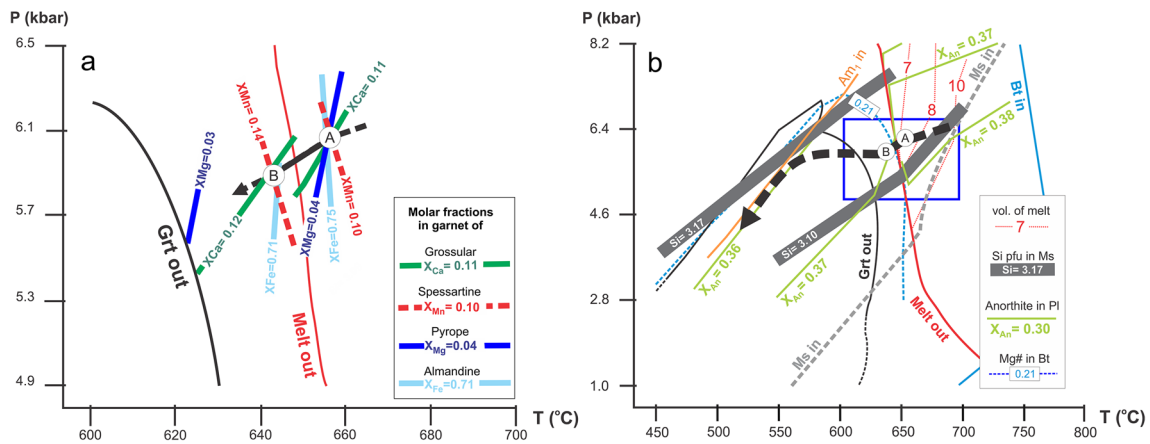 P (kbar)
a
6.5
6.1
5.7
5.3
4.9
600
620
640
660
680
700
T (°C)
XMn= 0.14
XCa= 0.11
A
B
XMg=0.03
XCa= 0.12
XFe=0.71
XMg=0.04
XFe=0.75
XMn= 0.10
Grt out
Melt out
Molar fractions
in garnet of
Grossular
XCa= 0.11
Spessartine
XMn= 0.10
Pyrope
XMg=0.04
Almandine
XFe=0.71
P (kbar)
b
8.2
6.4
4.6
2.8
1.0
450
500
550
600
650
700
750
800
T (°C)
Am1 in
0.21
7
XAn= 0.37
Ms in
Bt in
10
8
XAn= 0.38
A
B
Si= 3.17
Si= 3.10
XAn= 0.36
XAn= 0.37
Grt out
Ms in
Melt out
vol. of melt
7
Si pfu in Ms
Si= 3.17
Anorthite in Pl
XAn= 0.30
Mg# in Bt
0.21